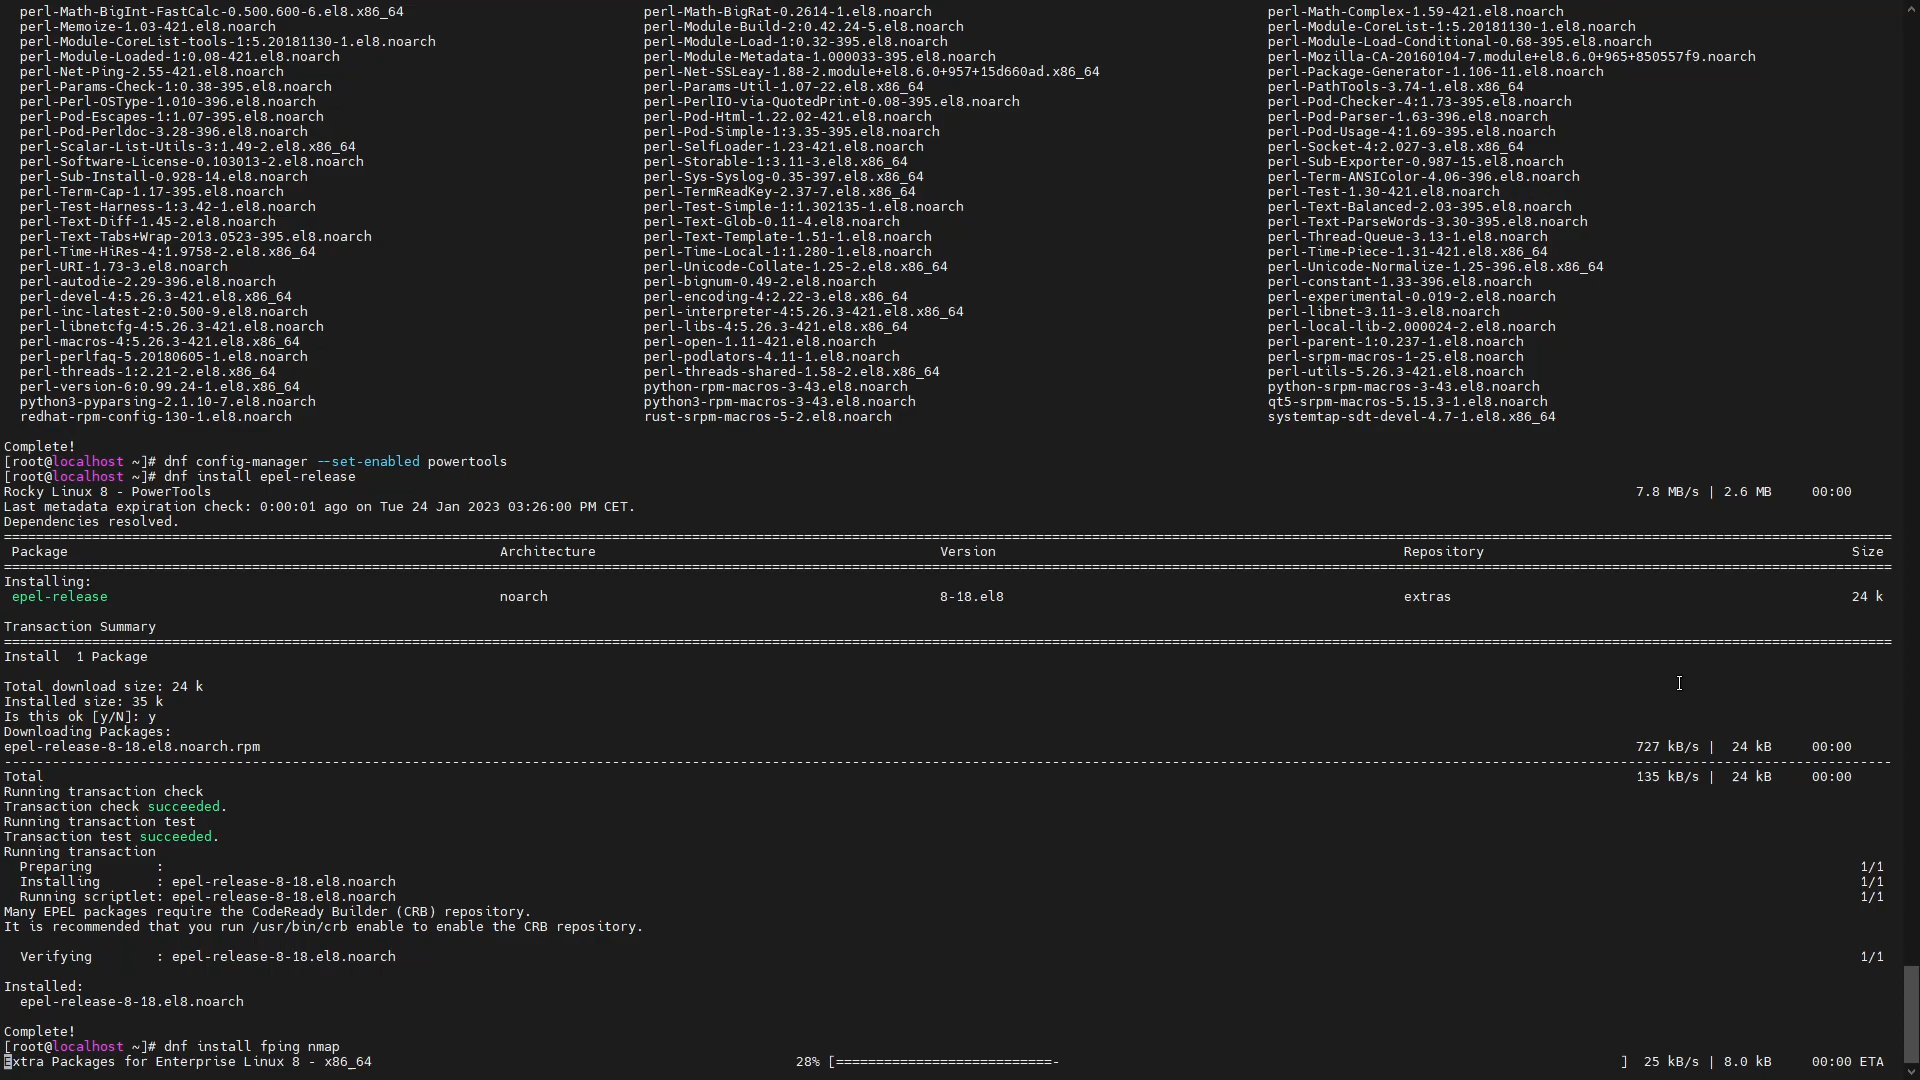 perl-Math-BigInt-FastCalc-0.500.600-6.el8.x86_64 perl-Math-BigRat-0.2614-1.el8.noarch perl-Math-Complex-1.59-421.el8.noarch
perl-Memoize-1.03-421.el8.noarch perl-Module-Build-2:0.42.24-5.el8.noarch perl-Module-CoreList-1:5.20181130-1.el8.noarch
perl-Module-CoreList-tools-1:5.20181130-1.el8.noarch perl-Module-Load-1:0.32-395.el8.noarch perl-Module-Load-Conditional-0.68-395.el8.noarch
perl-Module-Loaded-1:0.08-421.el8.noarch perl-Module-Metadata-1.000033-395.el8.noarch perl-Mozilla-CA-20160104-7.module+el8.6.0+965+850557f9.noarch
perl-Net-Ping-2.55-421.el8.noarch perl-Net-SSLeay-1.88-2.module+el8.6.0+957+15d660ad.x86_64 perl-Package-Generator-1.106-11.el8.noarch
perl-Params-Check-1:0.38-395.el8.noarch perl-Params-Util-1.07-22.el8.x86_64 perl-PathTools-3.74-1.el8.x86_64
perl-Perl-OSType-1.010-396.el8.noarch perl-PerlIO-via-QuotedPrint-0.08-395.el8.noarch perl-Pod-Checker-4:1.73-395.el8.noarch
perl-Pod-Escapes-1:1.07-395.el8.noarch perl-Pod-Html-1.22.02-421.el8.noarch perl-Pod-Parser-1.63-396.el8.noarch
perl-Pod-Perldoc-3.28-396.el8.noarch perl-Pod-Simple-1:3.35-395.el8.noarch perl-Pod-Usage-4:1.69-395.el8.noarch
perl-Scalar-List-Utils-3:1.49-2.el8.x86_64 perl-SelfLoader-1.23-421.el8.noarch perl-Socket-4:2.027-3.el8.x86_64
perl-Software-License-0.103013-2.el8.noarch perl-Storable-1:3.11-3.el8.x86_64 perl-Sub-Exporter-0.987-15.el8.noarch
perl-Sub-Install-0.928-14.el8.noarch perl-Sys-Syslog-0.35-397.el8.x86_64 perl-Term-ANSIColor-4.06-396.el8.noarch
perl-Term-Cap-1.17-395.el8.noarch perl-TermReadKey-2.37-7.el8.x86_64 perl-Test-1.30-421.el8.noarch
perl-Test-Harness-1:3.42-1.el8.noarch perl-Test-Simple-1:1.302135-1.el8.noarch perl-Text-Balanced-2.03-395.el8.noarch
perl-Text-Diff-1.45-2.el8.noarch perl-Text-Glob-0.11-4.el8.noarch perl-Text-ParseWords-3.30-395.el8.noarch
perl-Text-Tabs+Wrap-2013.0523-395.el8.noarch perl-Text-Template-1.51-1.el8.noarch perl-Thread-Queue-3.13-1.el8.noarch
perl-Time-HiRes-4:1.9758-2.el8.x86_64 perl-Time-Local-1:1.280-1.el8.noarch perl-Time-Piece-1.31-421.el8.x86_64
perl-URI-1.73-3.el8.noarch perl-Unicode-Collate-1.25-2.el8.x86_64 perl-Unicode-Normalize-1.25-396.el8.x86_64
perl-autodie-2.29-396.el8.noarch perl-bignum-0.49-2.el8.noarch perl-constant-1.33-396.el8.noarch
perl-devel-4:5.26.3-421.el8.x86_64 perl-encoding-4:2.22-3.el8.x86_64 perl-experimental-0.019-2.el8.noarch
perl-inc-latest-2:0.500-9.el8.noarch perl-interpreter-4:5.26.3-421.el8.x86_64 perl-libnet-3.11-3.el8.noarch
perl-libnetcfg-4:5.26.3-421.el8.noarch perl-libs-4:5.26.3-421.el8.x86_64 perl-local-lib-2.000024-2.el8.noarch
perl-macros-4:5.26.3-421.el8.x86_64 perl-open-1.11-421.el8.noarch perl-parent-1:0.237-1.el8.noarch
perl-perlfaq-5.20180605-1.el8.noarch perl-podlators-4.11-1.el8.noarch perl-srpm-macros-1-25.el8.noarch
perl-threads-1:2.21-2.el8.x86_64 perl-threads-shared-1.58-2.el8.x86_64 perl-utils-5.26.3-421.el8.noarch
perl-version-6:0.99.24-1.el8.x86_64 python-rpm-macros-3-43.el8.noarch python-srpm-macros-3-43.el8.noarch
python3-pyparsing-2.1.10-7.el8.noarch python3-rpm-macros-3-43.el8.noarch qt5-srpm-macros-5.15.3-1.el8.noarch
redhat-rpm-config-130-1.el8.noarch rust-srpm-macros-5-2.el8.noarch systemtap-sdt-devel-4.7-1.el8.x86_64
Complete!
[root@localhost ~]# dnf config-manager --set-enabled powertools
[root@localhost ~]# dnf install epel-release
Rocky Linux 8 - PowerTools 7.8 MB/s | 2.6 MB 00:00
Last metadata expiration check: 0:00:01 ago on Tue 24 Jan 2023 03:26:00 PM CET.
Dependencies resolved.
Package Architecture Version Repository Size
Installing:
epel-release noarch 8-18.el8 extras 24 k
Transaction Summary
Install 1 Package
Total download size: 24 k
Installed size: 35 k
Is this ok [y/N]: y
Downloading Packages:
epel-release-8-18.el8.noarch.rpm 727 kB/s | 24 kB 00:00
Total 135 kB/s | 24 kB 00:00
Running transaction check
Transaction check succeeded.
Running transaction test
Transaction test succeeded.
Running transaction
Preparing : 1/1
Installing : epel-release-8-18.el8.noarch 1/1
Running scriptlet: epel-release-8-18.el8.noarch 1/1
Many EPEL packages require the CodeReady Builder (CRB) repository.
It is recommended that you run /usr/bin/crb enable to enable the CRB repository.
Verifying : epel-release-8-18.el8.noarch 1/1
Installed:
epel-release-8-18.el8.noarch
Complete!
[root@localhost ~]# dnf install fping nmap
Extra Packages for Enterprise Linux 8 - x86_64 28% [===========================- ] 25 kB/s | 8.0 kB 00:00 ETA